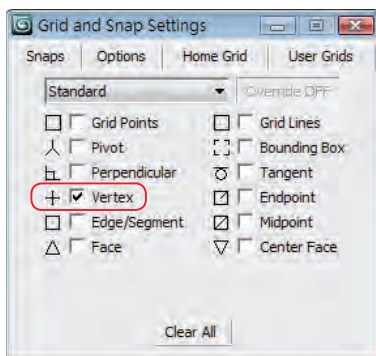 Grid and Snap Settings
Snaps Options Home Grid User Grids
Standard Override OFF
Grid Points Grid Lines
Pivot Bounding Box
Perpendicular Tangent
Vertex Endpoint
Edge/Segment Midpoint
Face Center Face
Clear All